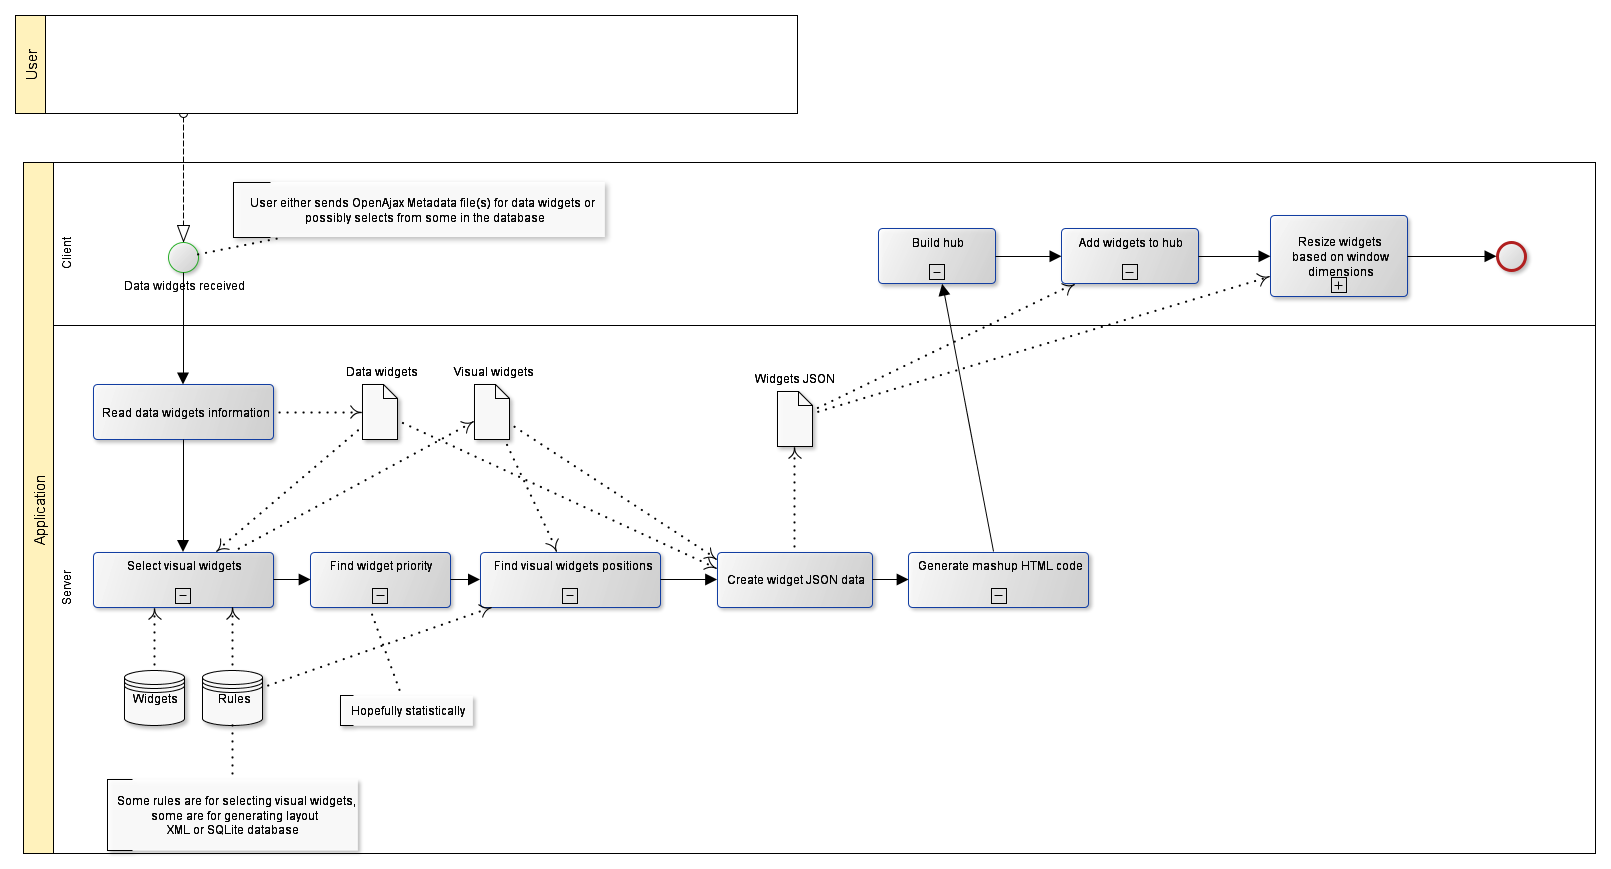 User
Application
Client
User either sends OpenAjax Metadata file(s) for data widgets or
possibly selects from some in the database
Data widgets received
Build hub
Add widgets to hub
Resize widgets
based on window
dimensions
Server
Read data widgets information
Data widgets
Visual widgets
Widgets JSON
Select visual widgets
Find widget priority
Find visual widgets positions
Create widget JSON data
Generate mashup HTML code
Widgets
Rules
Hopefully statistically
Some rules are for selecting visual widgets,
some are for generating layout
XML or SQLite database